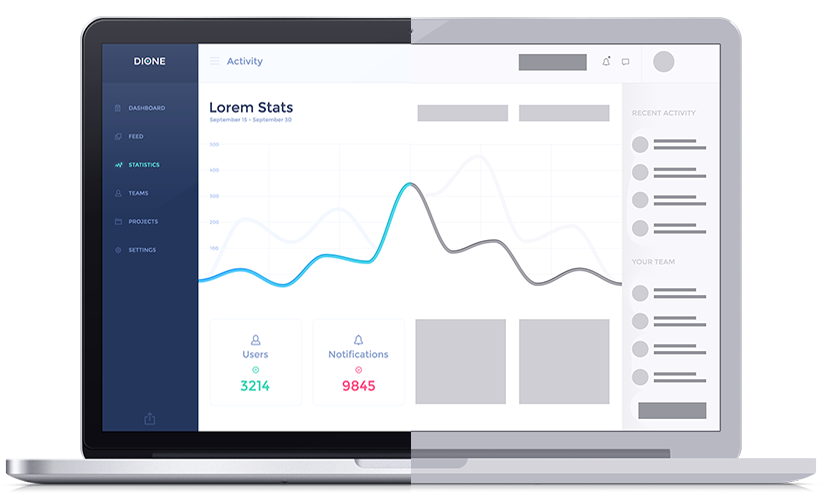 DIONE
Activity
DASHBOARD
FEED
STATISTICS
TEAMS
PROJECTS
SETTINGS
Lorem Stats
September 15 - September 30
500
400
300
200
100
Users
3214
Notifications
9845
RECENT ACTIVITY
YOUR TEAM